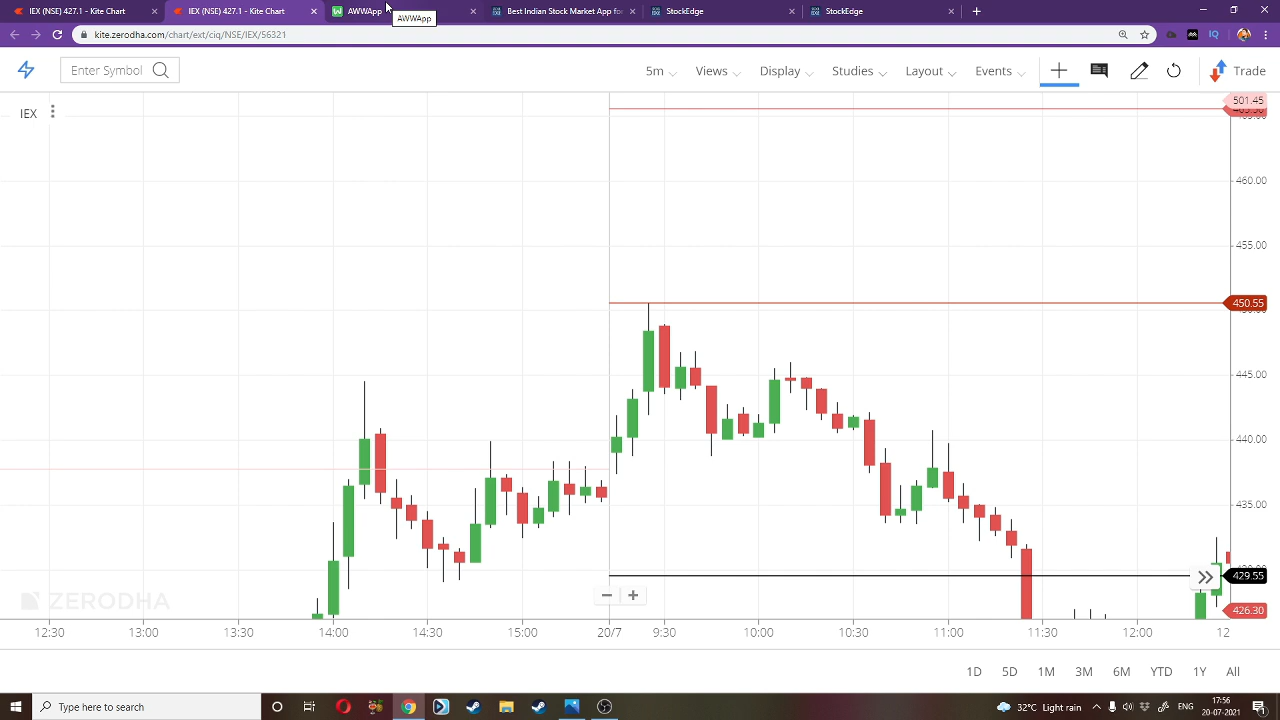 IEX (NSE) 427.1 - Kite Chart
IEX (NSE) 427.1 - Kite Chart
AWWApp
Best Indian Stock Market App for
StockEdge
StockEdge
AWWApp
kite.zerodha.com/chart/ext/ciq/NSE/IEX/56321
IQ
Enter Symbol
5m
Views
Display
Studies
Layout
Events
Trade
IEX
501.45
460.00
455.00
450.55
445.00
440.00
435.00
429.55
426.30
ZERODHA
12:30
13:00
13:30
14:00
14:30
15:00
20/7
9:30
10:00
10:30
11:00
11:30
12:00
12
1D
5D
1M
3M
6M
YTD
1Y
All
Type here to search
32°C Light rain
ENG
17:56
20-07-2021